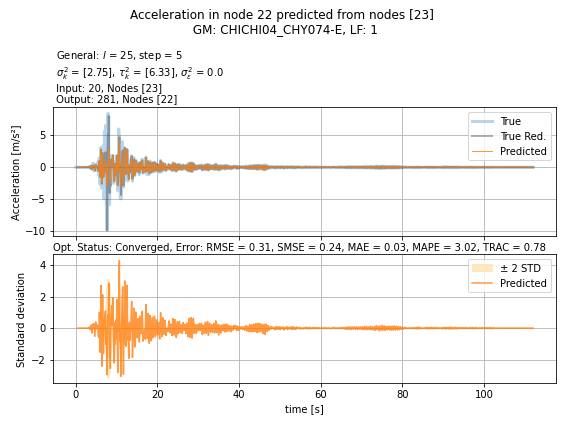 Acceleration in node 22 predicted from nodes [23]
GM: CHICHI04_CHY074-E, LF: 1
General: l = 25, step = 5
σ²ₖ = [2.75], τ²ₖ = [6.33], σ²ε = 0.0
Input: 20, Nodes [23]
Output: 281, Nodes [22]
Acceleration [m/s²]
5
0
−5
−10
True
True Red.
Predicted
Opt. Status: Converged, Error: RMSE = 0.31, SMSE = 0.24, MAE = 0.03, MAPE = 3.02, TRAC = 0.78
Standard deviation
4
2
0
−2
± 2 STD
Predicted
0 20 40 60 80 100
time [s]